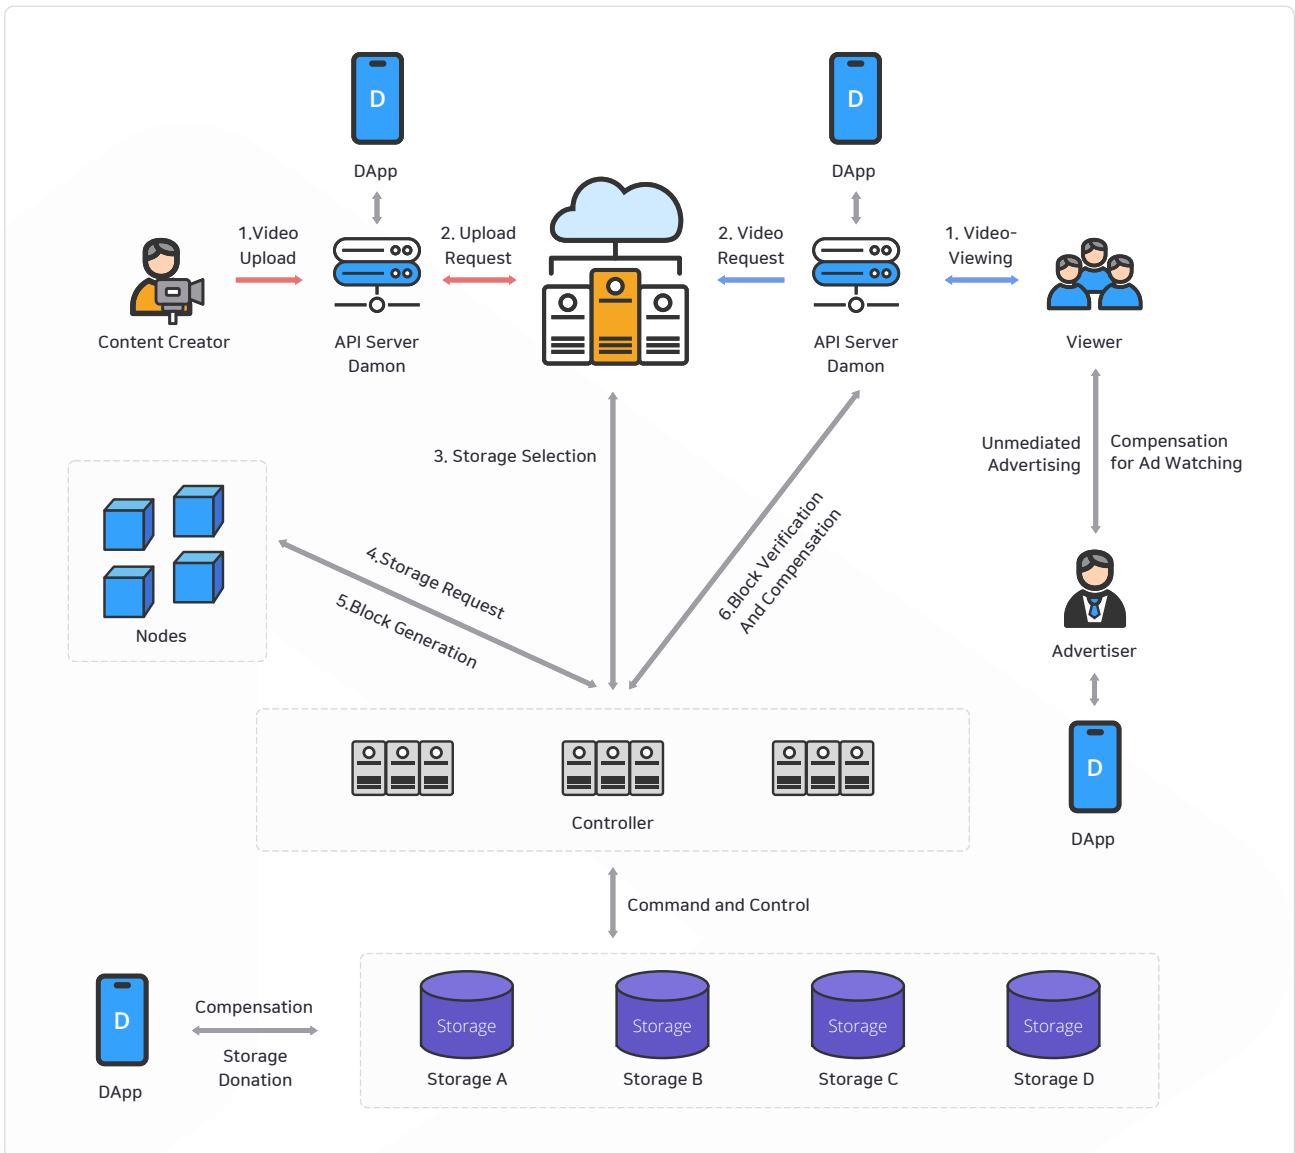 D
D
DApp
DApp
1.Video
Upload
2. Upload
Request
2. Video
Request
1. Video-
Viewing
Content Creator
API Server
Damon
API Server
Damon
Viewer
3. Storage Selection
Unmediated
Advertising
Compensation
for Ad Watching
4.Storage Request
5.Block Generation
6.Block Verification
And Compensation
Nodes
Advertiser
D
DApp
Controller
Command and Control
D
DApp
Compensation
Storage
Donation
Storage
Storage
Storage
Storage
Storage A
Storage B
Storage C
Storage D